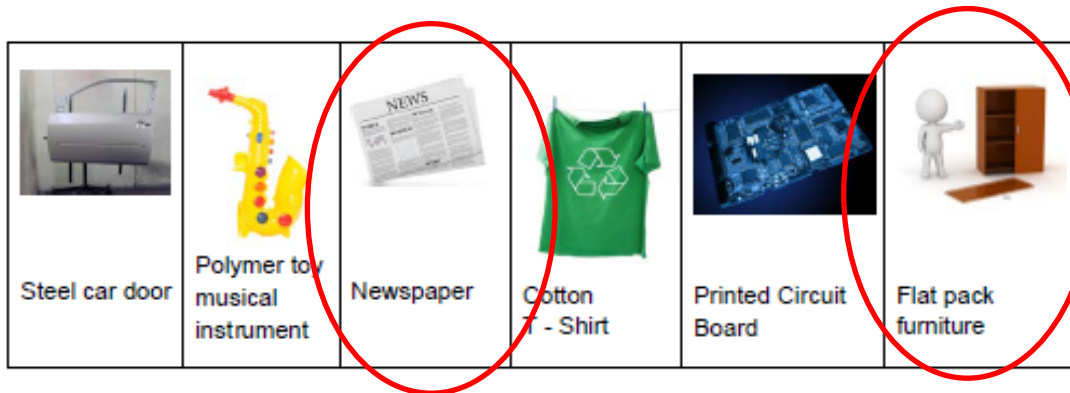 NEWS
Steel car door
Polymer toy
musical
instrument
Newspaper
Cotton
T - Shirt
Printed Circuit
Board
Flat pack
furniture